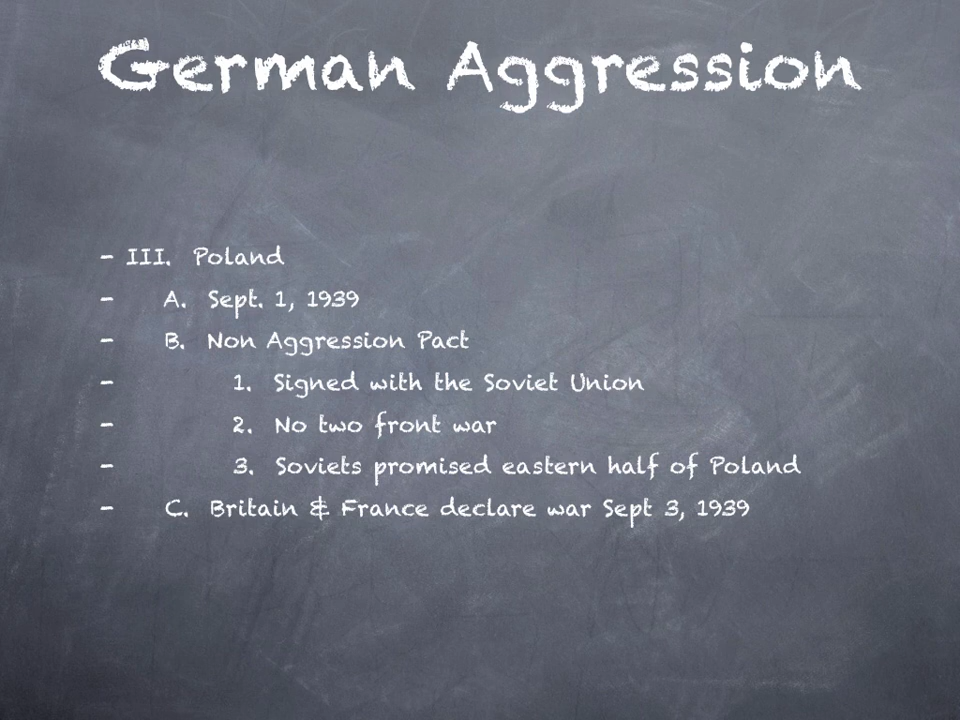 German Aggression
- III. Poland
- A. Sept. 1, 1939
- B. Non Aggression Pact
- 1. Signed with the Soviet Union
- 2. No two front war
- 3. Soviets promised eastern half of Poland
- C. Britain & France declare war Sept 3, 1939